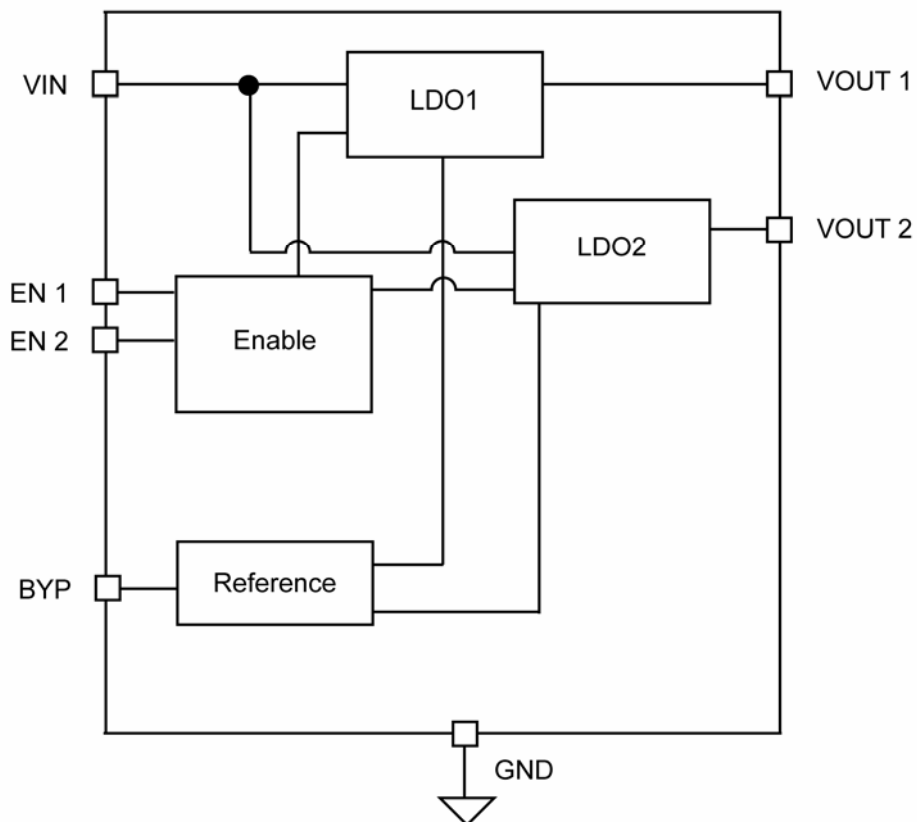 VIN
LDO1
VOUT 1
LDO2
VOUT 2
EN 1
EN 2
Enable
BYP
Reference
GND